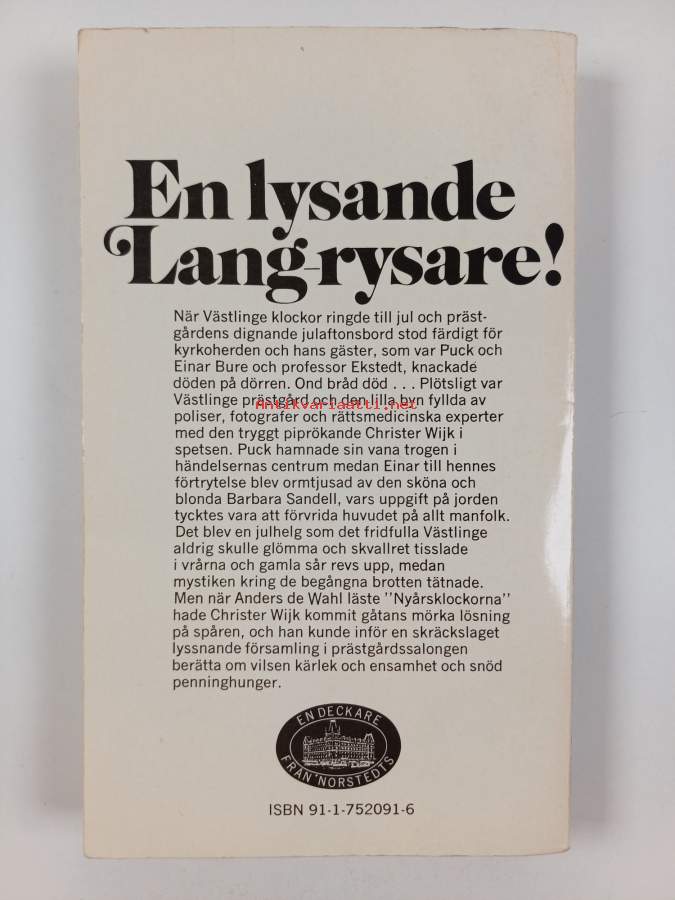 En lysande
Lang-rysare!
När Västlinge klockor ringde till jul och präst-
gårdens dignande julaftonsbord stod färdigt för
kyrkoherden och hans gäster, som var Puck och
Einar Bure och professor Ekstedt, knackade
döden på dörren. Ond bråd död . . . Plötsligt var
Västlinge prästgård och den lilla byn fyllda av
Antikvariaatti.net
poliser, fotografer och rättsmedicinska experter
med den tryggt piprökande Christer Wijk i
spetsen. Puck hamnade sin vana trogen i
händelsernas centrum medan Einar till hennes
förtrytelse blev ormtjusad av den sköna och
blonda Barbara Sandell, vars uppgift på jorden
tycktes vara att förvrida huvudet på allt manfolk.
Det blev en julhelg som det fridfulla Västlinge
aldrig skulle glömma och skvallret tisslade
i vrårna och gamla sår revs upp, medan
mystiken kring de begångna brotten tätnade.
Men när Anders de Wahl läste ''Nyårsklockorna''
hade Christer Wijk kommit gåtans mörka lösning
på spåren, och han kunde inför en skräckslaget
lyssnande församling i prästgårdssalongen
berätta om vilsen kärlek och ensamhet och snöd
penninghunger.
EN DECKARE
FRÅN NORSTEDTS
ISBN 91-1-752091-6